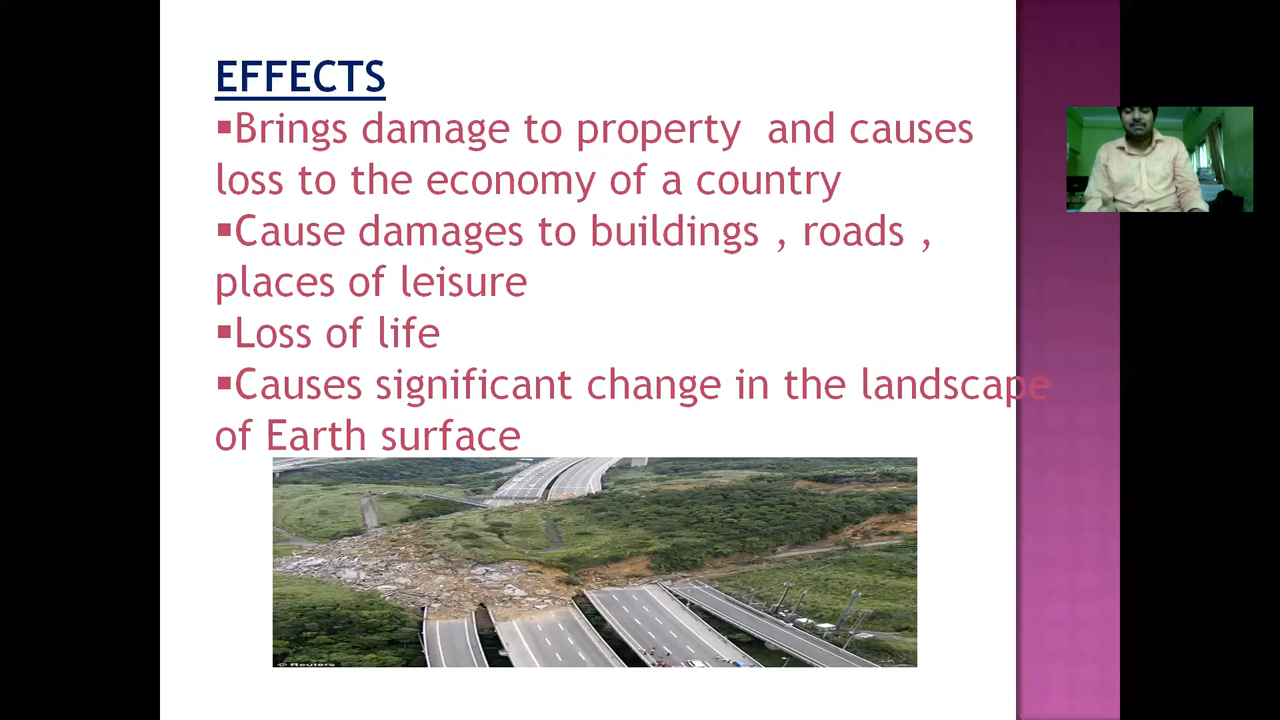 EFFECTS
▪Brings damage to property and causes
loss to the economy of a country
▪Cause damages to buildings , roads ,
places of leisure
▪Loss of life
▪Causes significant change in the landscape
of Earth surface
© Reuters